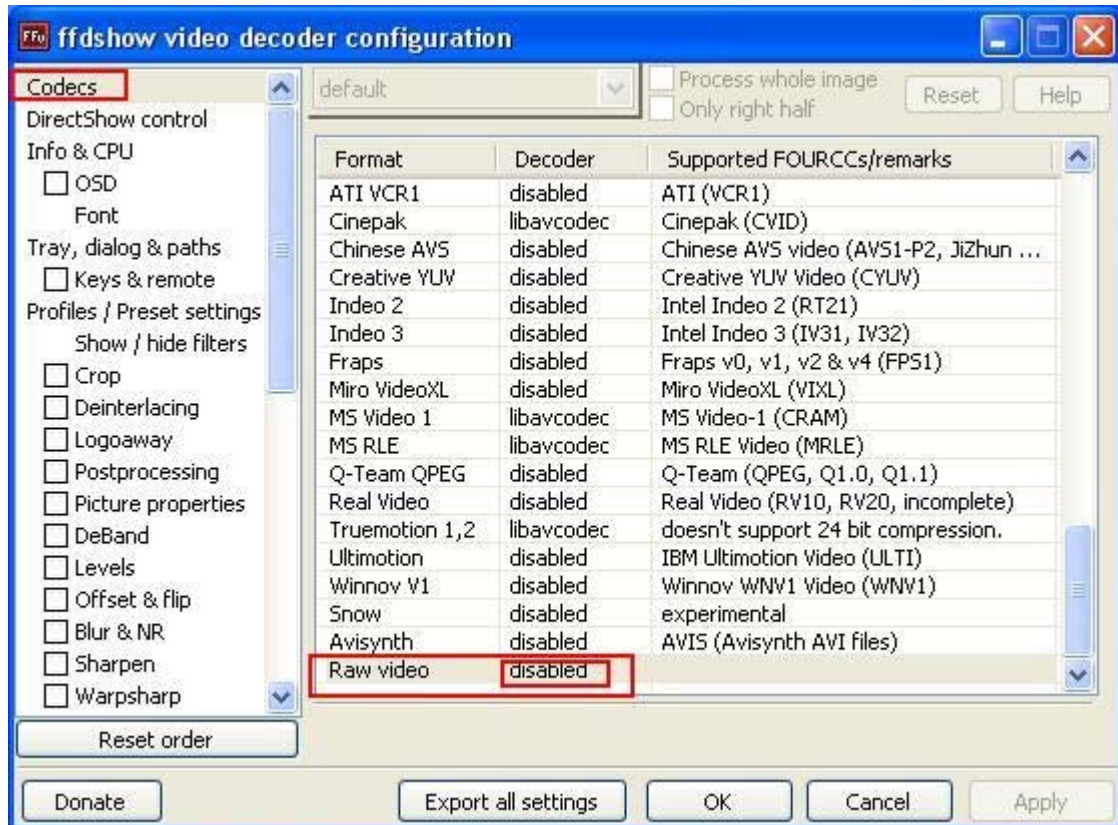 FFv ffdshow video decoder configuration
Codecs
DirectShow control
Info & CPU
OSD
Font
Tray, dialog & paths
Keys & remote
Profiles / Preset settings
Show / hide filters
Crop
Deinterlacing
Logoaway
Postprocessing
Picture properties
DeBand
Levels
Offset & flip
Blur & NR
Sharpen
Warpsharp
Reset order
default
Process whole image
Only right half
Reset
Help
Format Decoder Supported FOURCCs/remarks
ATI VCR1 disabled ATI (VCR1)
Cinepak libavcodec Cinepak (CVID)
Chinese AVS disabled Chinese AVS video (AVS1-P2, JiZhun ...
Creative YUV disabled Creative YUV Video (CYUV)
Indeo 2 disabled Intel Indeo 2 (RT21)
Indeo 3 disabled Intel Indeo 3 (IV31, IV32)
Fraps disabled Fraps v0, v1, v2 & v4 (FPS1)
Miro VideoXL disabled Miro VideoXL (VIXL)
MS Video 1 libavcodec MS Video-1 (CRAM)
MS RLE libavcodec MS RLE Video (MRLE)
Q-Team QPEG disabled Q-Team (QPEG, Q1.0, Q1.1)
Real Video disabled Real Video (RV10, RV20, incomplete)
Truemotion 1,2 libavcodec doesn't support 24 bit compression.
Ultimotion disabled IBM Ultimotion Video (ULTI)
Winnov V1 disabled Winnov WNV1 Video (WNV1)
Snow disabled experimental
Avisynth disabled AVIS (Avisynth AVI files)
Raw video disabled
Donate
Export all settings
OK
Cancel
Apply